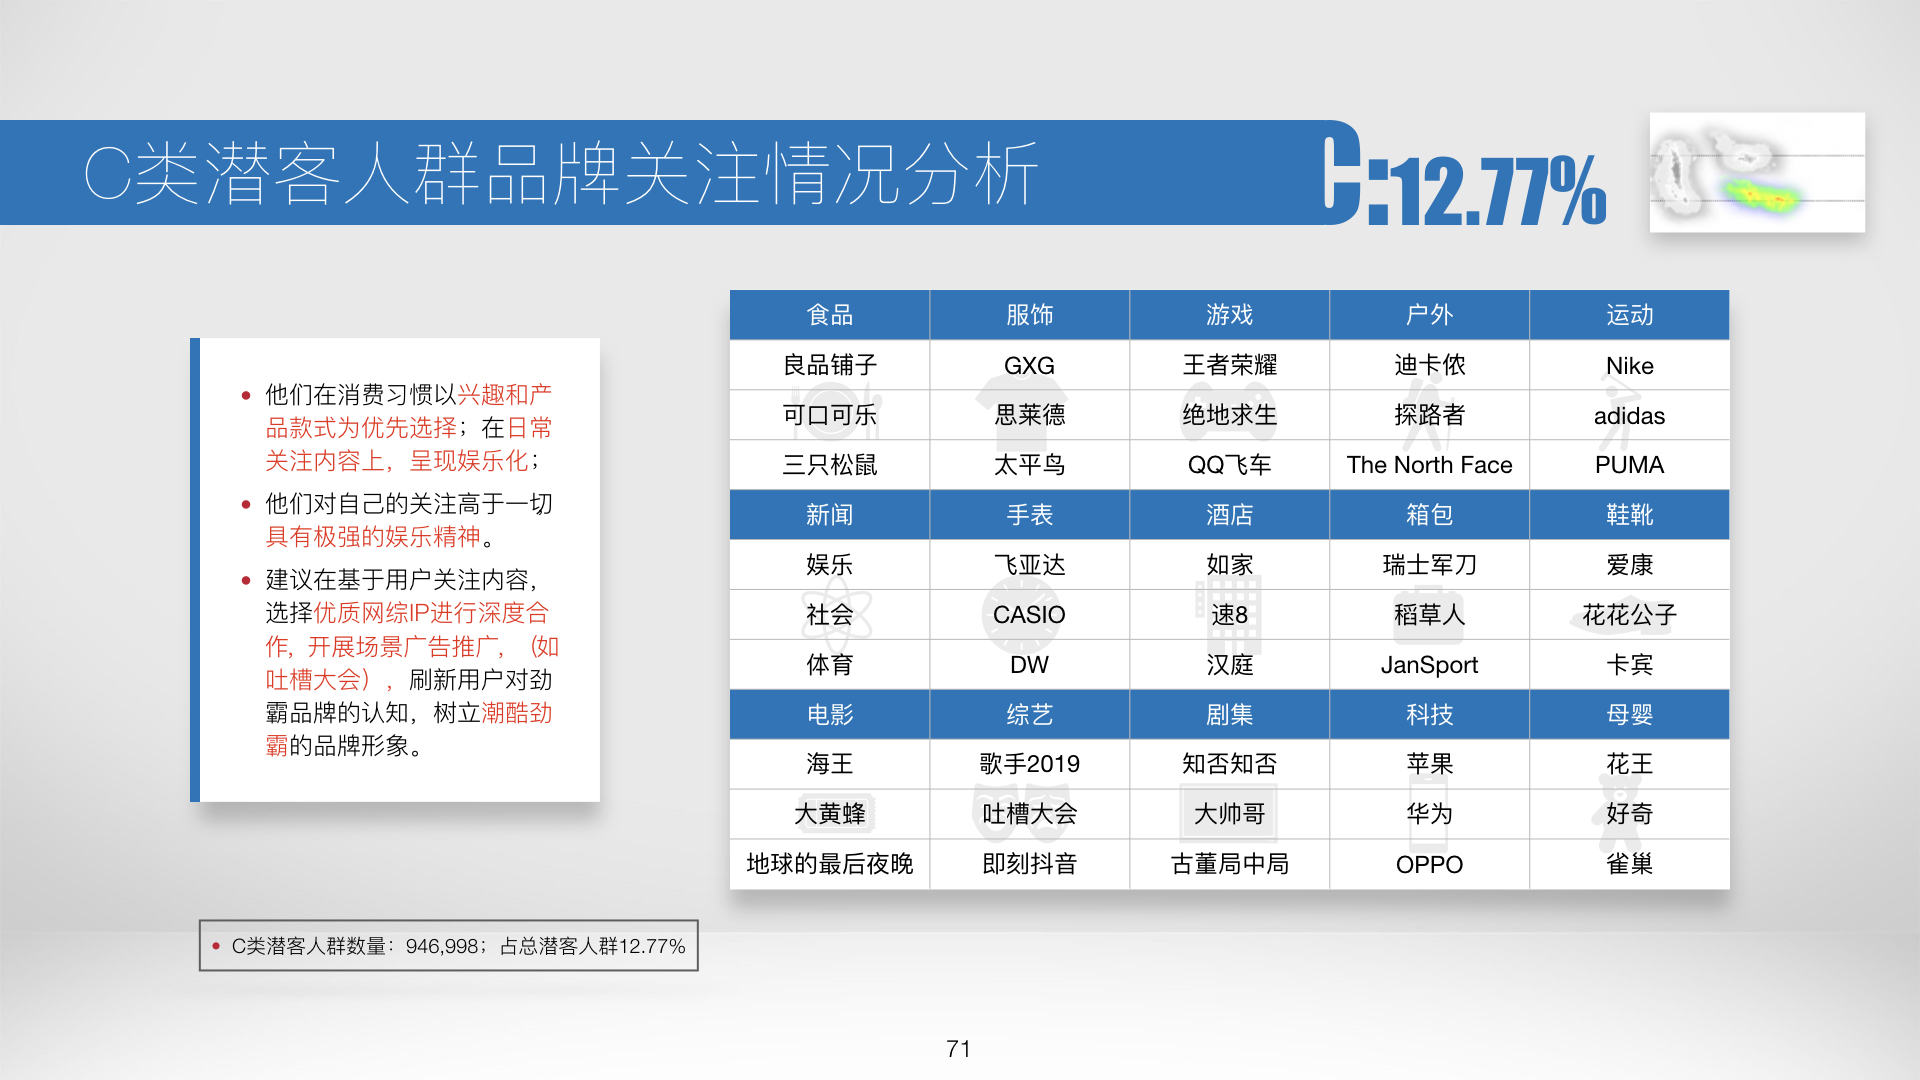 C类潜客人群品牌关注情况分析
C:12.77%
他们在消费习惯以兴趣和产
品款式为优先选择；在日常
关注内容上，呈现娱乐化；
他们对自己的关注高于一切
具有极强的娱乐精神。
建议在基于用户关注内容，
选择优质网综IP进行深度合
作，开展场景广告推广，（如
吐槽大会），刷新用户对劲
霸品牌的认知，树立潮酷劲
霸的品牌形象。
食品 服饰 游戏 户外 运动
良品铺子 GXG 王者荣耀 迪卡侬 Nike
可口可乐 思莱德 绝地求生 探路者 adidas
三只松鼠 太平鸟 QQ飞车 The North Face PUMA
新闻 手表 酒店 箱包 鞋靴
娱乐 飞亚达 如家 瑞士军刀 爱康
社会 CASIO 速8 稻草人 花花公子
体育 DW 汉庭 JanSport 卡宾
电影 综艺 剧集 科技 母婴
海王 歌手2019 知否知否 苹果 花王
大黄蜂 吐槽大会 大帅哥 华为 好奇
地球的最后夜晚 即刻抖音 古董局中局 OPPO 雀巢
C类潜客人群数量：946,998；占总潜客人群12.77%
71